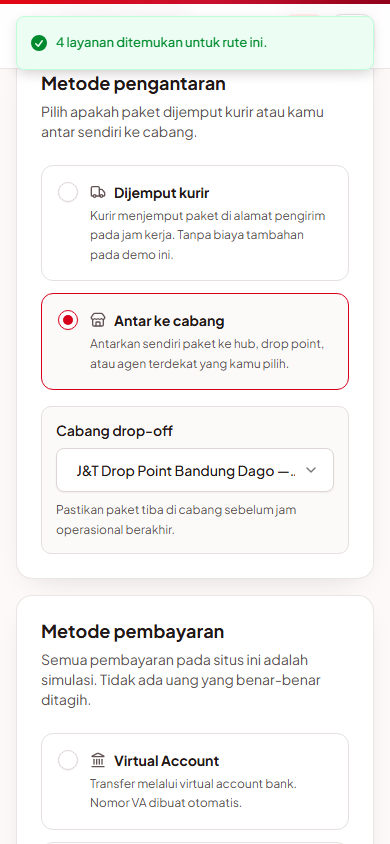 4 layanan ditemukan untuk rute ini.
Metode pengantaran
Pilih apakah paket dijemput kurir atau kamu
antar sendiri ke cabang.
Dijemput kurir
Kurir menjemput paket di alamat pengirim
pada jam kerja. Tanpa biaya tambahan
pada demo ini.
Antar ke cabang
Antarkan sendiri paket ke hub, drop point,
atau agen terdekat yang kamu pilih.
Cabang drop-off
J&T Drop Point Bandung Dago —...
Pastikan paket tiba di cabang sebelum jam
operasional berakhir.
Metode pembayaran
Semua pembayaran pada situs ini adalah
simulasi. Tidak ada uang yang benar-benar
ditagih.
Virtual Account
Transfer melalui virtual account bank.
Nomor VA dibuat otomatis.